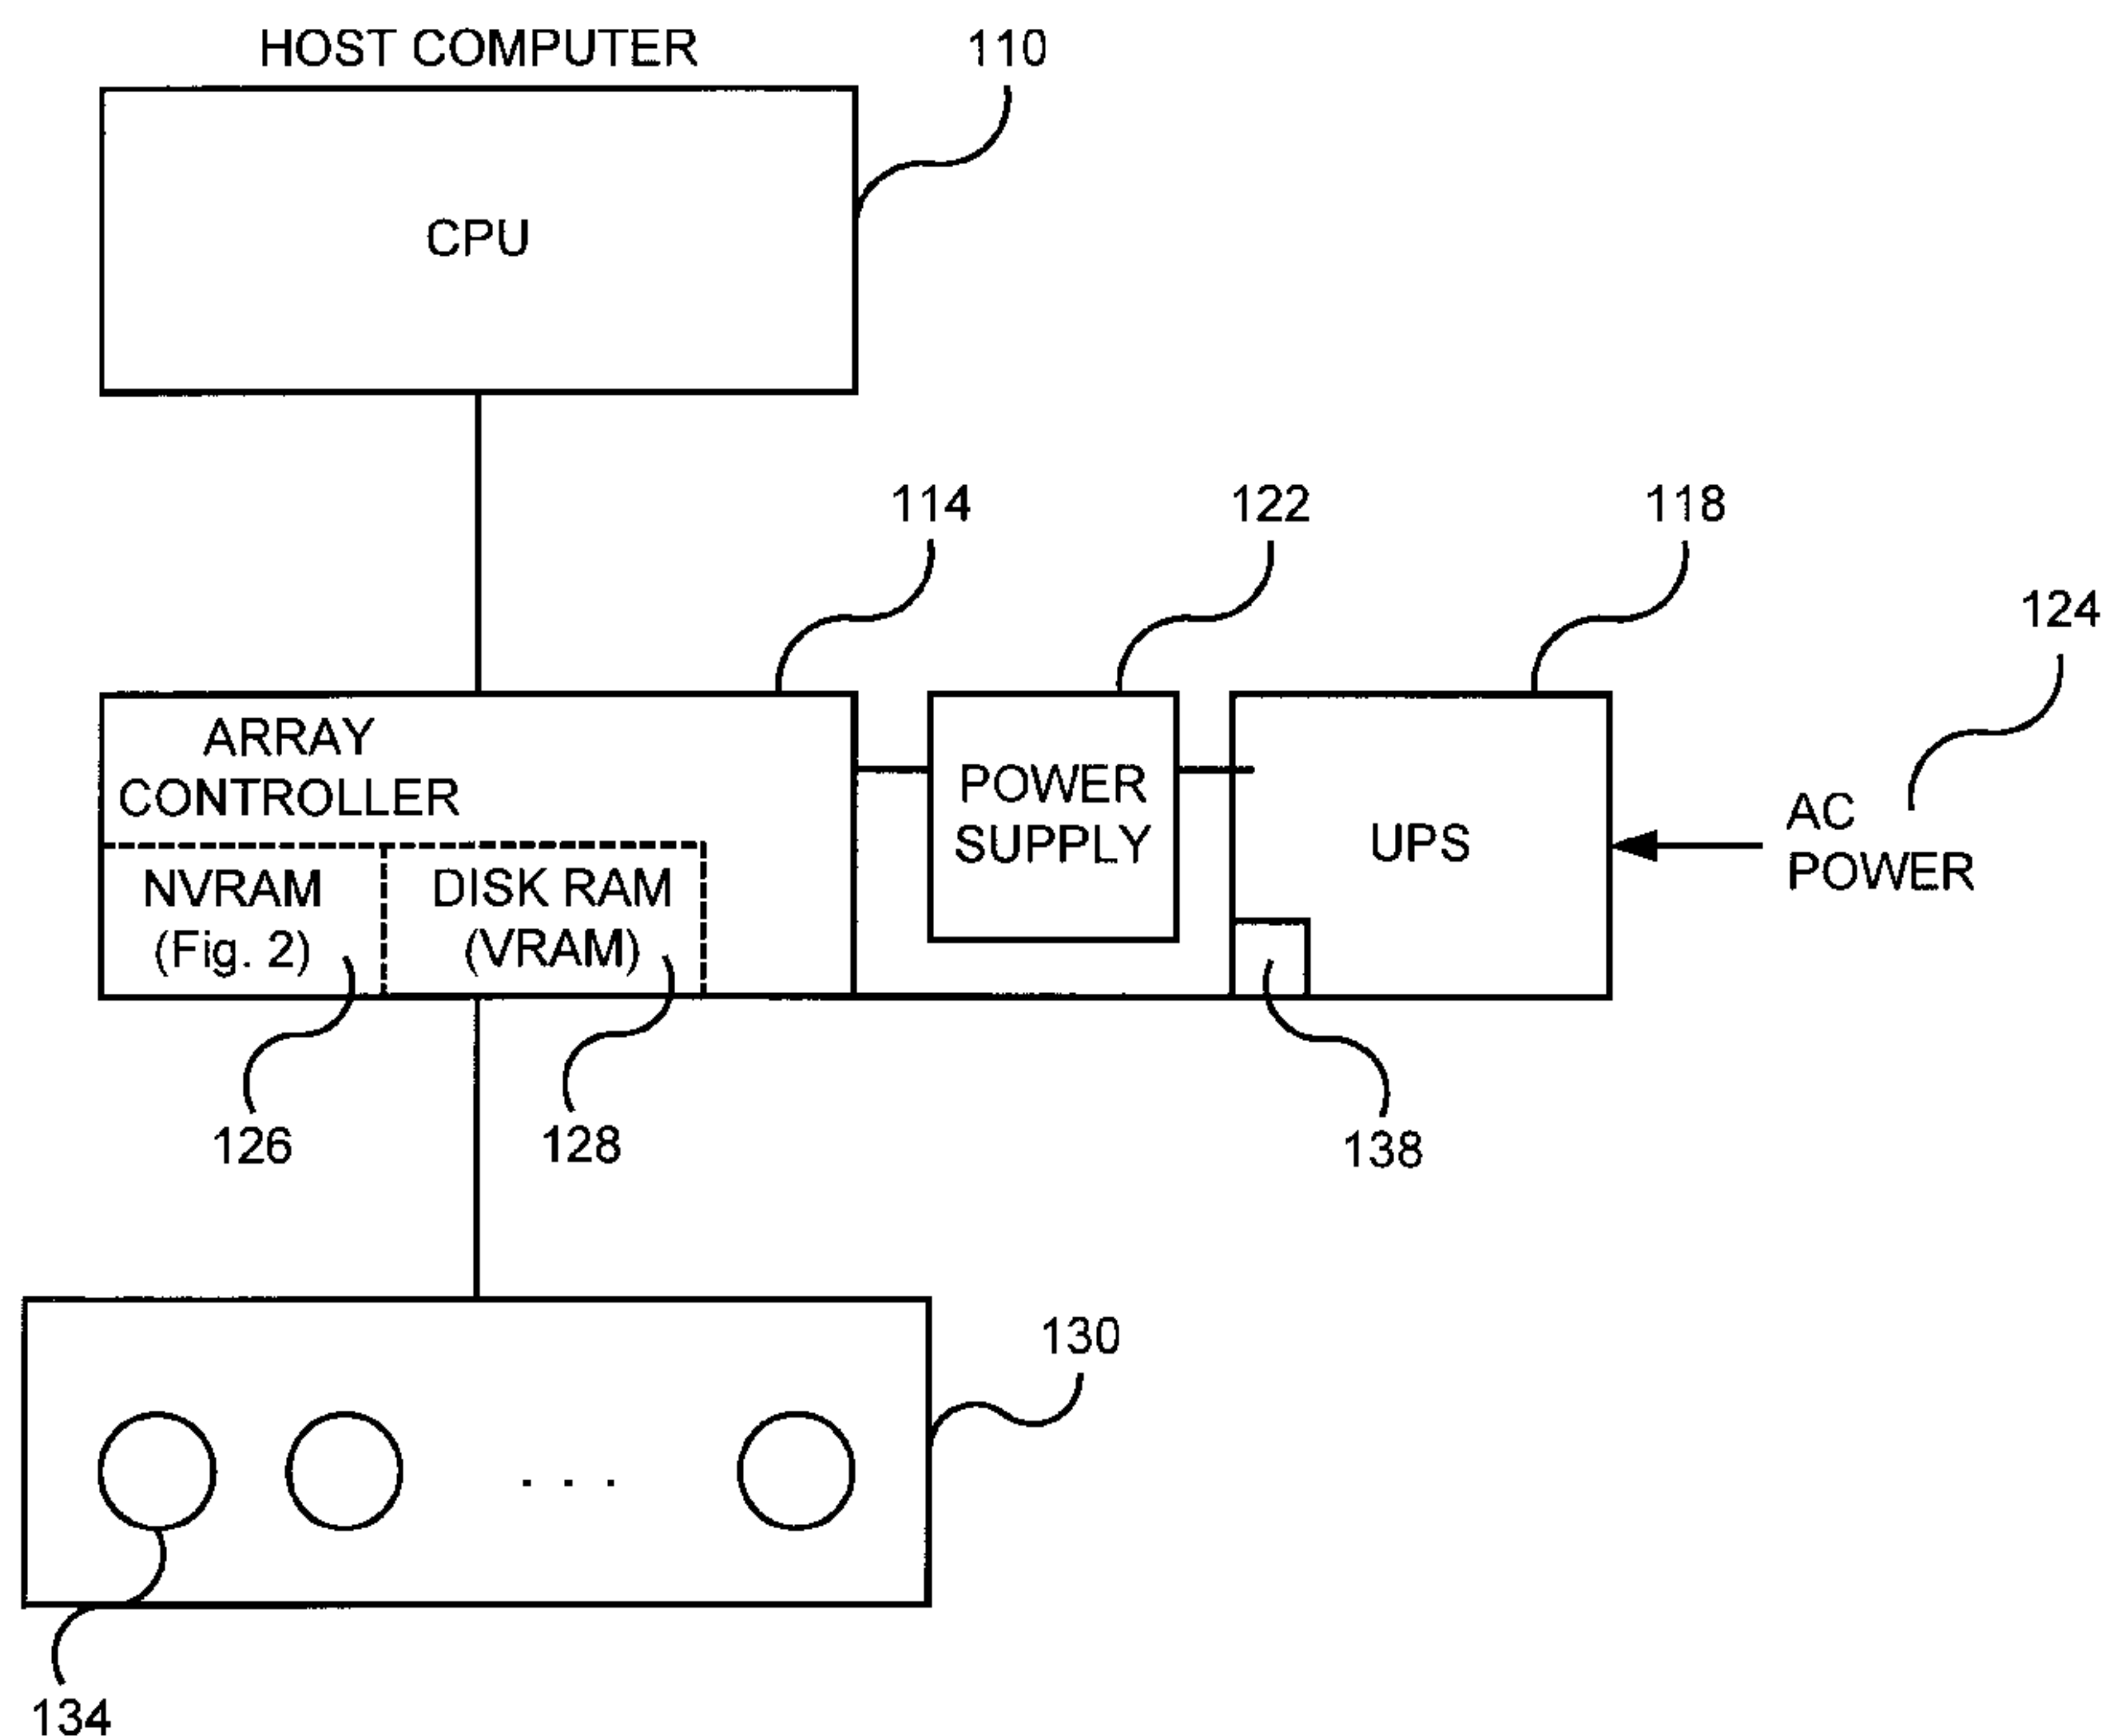 HOST COMPUTER
110
CPU
114
122
118
124
ARRAY
CONTROLLER
POWER
SUPPLY
UPS
AC
POWER
NVRAM
(Fig. 2)
DISK RAM
(VRAM)
126
128
138
130
. . .
134